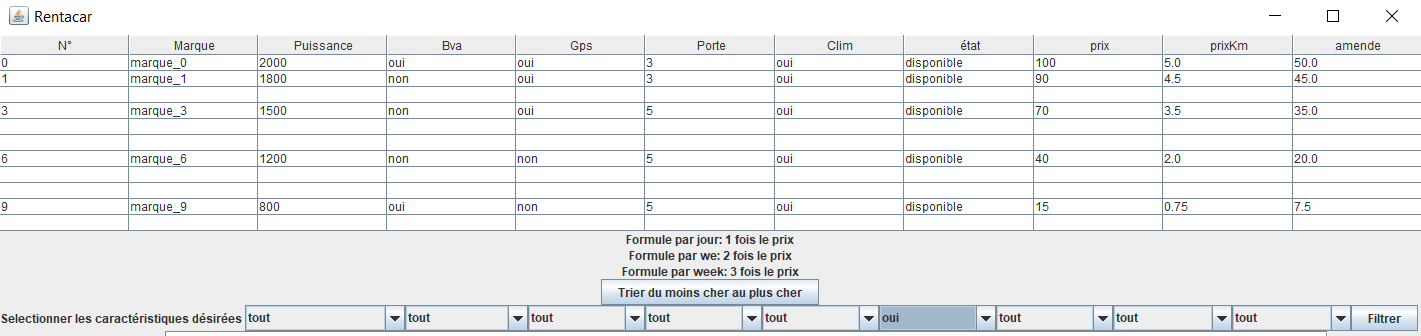 Rentacar
N° Marque Puissance Bva Gps Porte Clim état prix prixKm amende
0 marque_0 2000 oui oui 3 oui disponible 100 5.0 50.0
1 marque_1 1800 non oui 3 oui disponible 90 4.5 45.0
3 marque_3 1500 non oui 5 oui disponible 70 3.5 35.0
6 marque_6 1200 non non 5 oui disponible 40 2.0 20.0
9 marque_9 800 oui non 5 oui disponible 15 0.75 7.5
Formule par jour: 1 fois le prix
Formule par we: 2 fois le prix
Formule par week: 3 fois le prix
Trier du moins cher au plus cher
Selectionner les caractéristiques désirées tout tout tout tout tout oui tout tout tout Filtrer